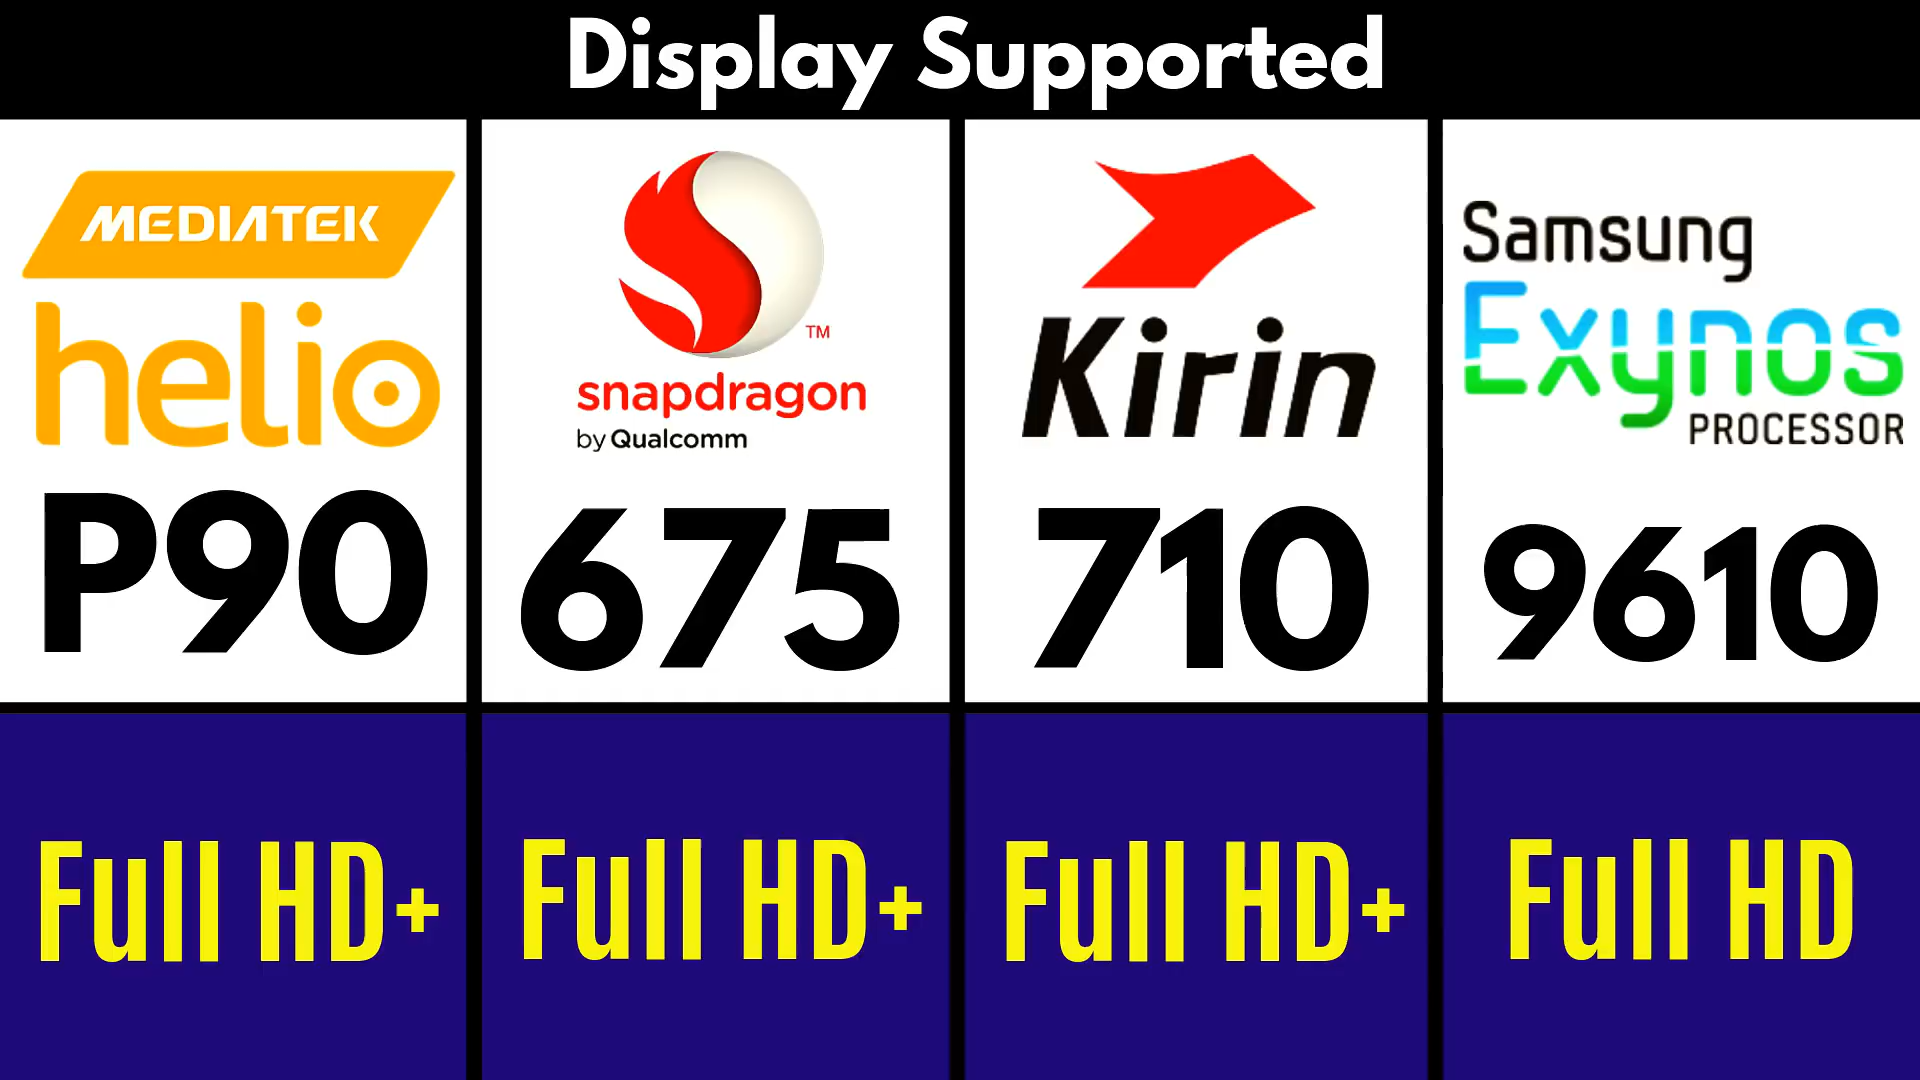 Display Supported
MEDIATEK
helio
P90
snapdragon
by Qualcomm
TM
675
Kirin
710
Samsung
Exynos
PROCESSOR
9610
Full HD+
Full HD+
Full HD+
Full HD